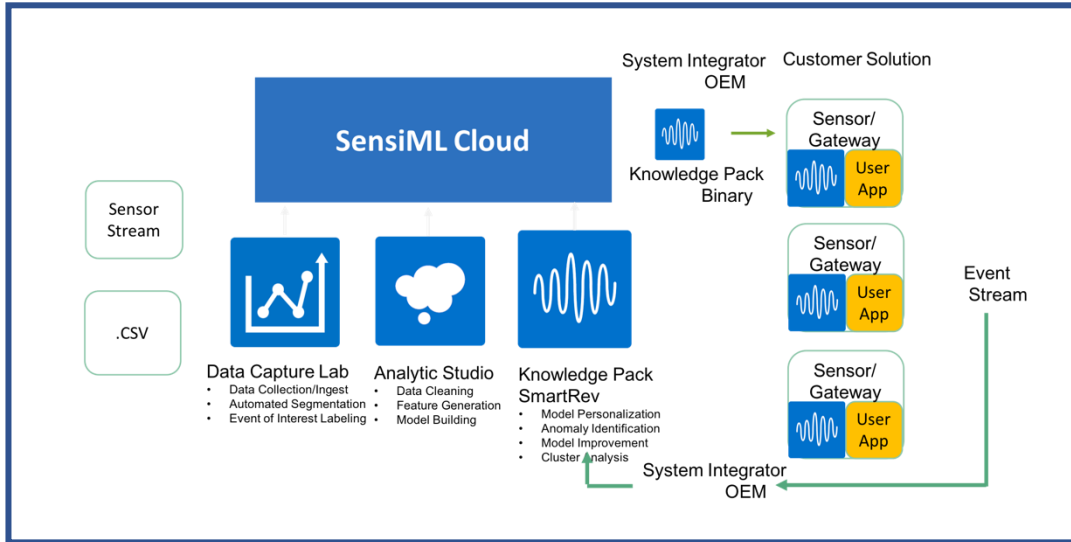 System Integrator
OEM
Customer Solution
SensiML Cloud
Knowledge Pack
Binary
Sensor/
Gateway
User
App
Sensor
Stream
.CSV
Sensor/
Gateway
User
App
Event
Stream
Data Capture Lab
• Data Collection/Ingest
• Automated Segmentation
• Event of Interest Labeling
Analytic Studio
• Data Cleaning
• Feature Generation
• Model Building
Knowledge Pack
SmartRev
• Model Personalization
• Anomaly Identification
• Model Improvement
• Cluster Analysis
Sensor/
Gateway
User
App
System Integrator
OEM